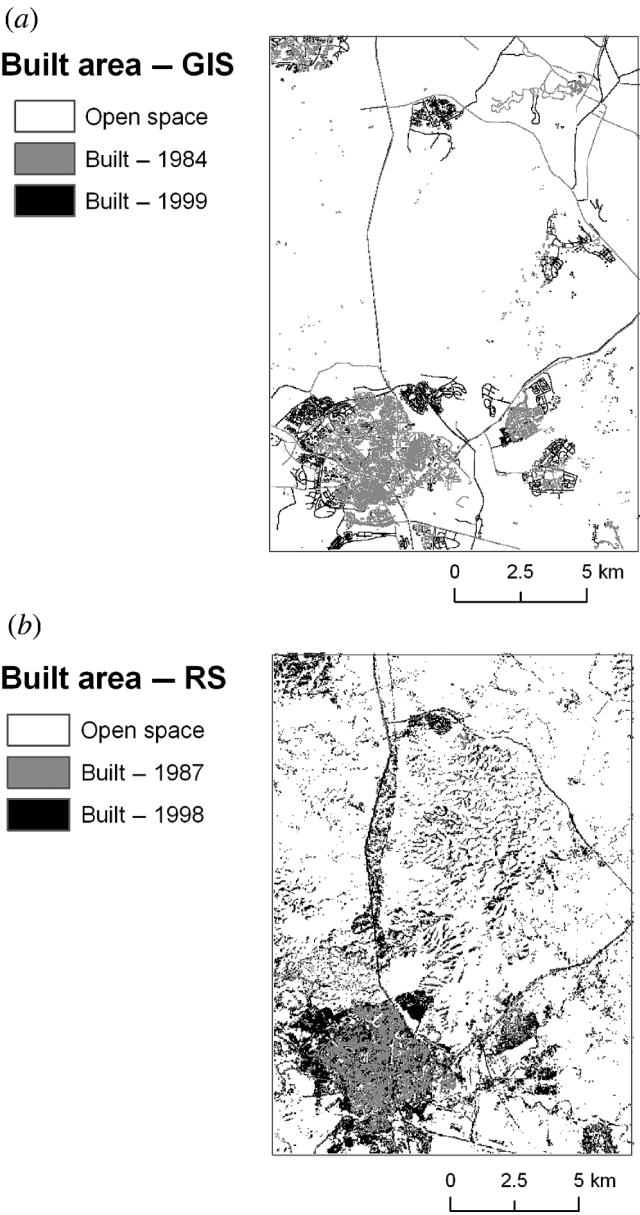 (a)
Built area – GIS
Open space
Built – 1984
Built – 1999
0 2.5 5 km
(b)
Built area – RS
Open space
Built – 1987
Built – 1998
0 2.5 5 km